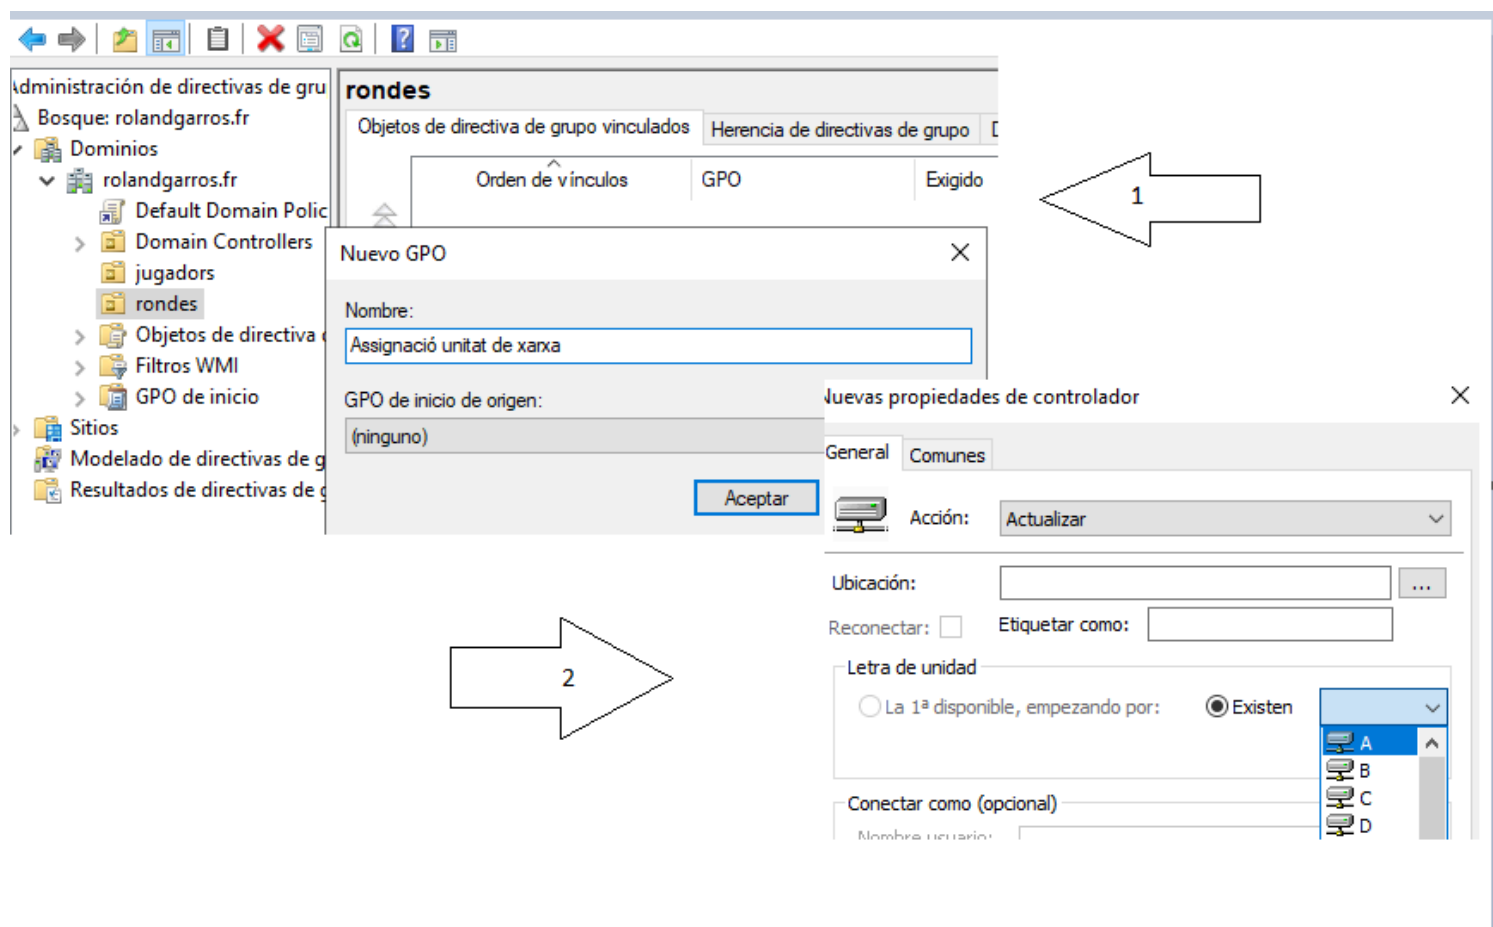 Administración de directivas de gru
Bosque: rolandgarros.fr
Dominios
rolandgarros.fr
Default Domain Polic
Domain Controllers
jugadors
rondes
Objetos de directiva
Filtros WMI
GPO de inicio
Sitios
Modelado de directivas de g
Resultados de directivas de g
rondes
Objetos de directiva de grupo vinculados
Herencia de directivas de grupo
D
Orden de vínculos
GPO
Exigido
1
Nuevo GPO
Nombre:
Assignació unitat de xarxa
GPO de inicio de origen:
(ninguno)
Aceptar
2
Nuevas propiedades de controlador
General
Comunes
Acción:
Actualizar
Ubicación:
...
Reconectar:
Etiquetar como:
Letra de unidad
La 1ª disponible, empezando por:
Existen
A
B
C
D
Conectar como (opcional)
Nombre usuario: